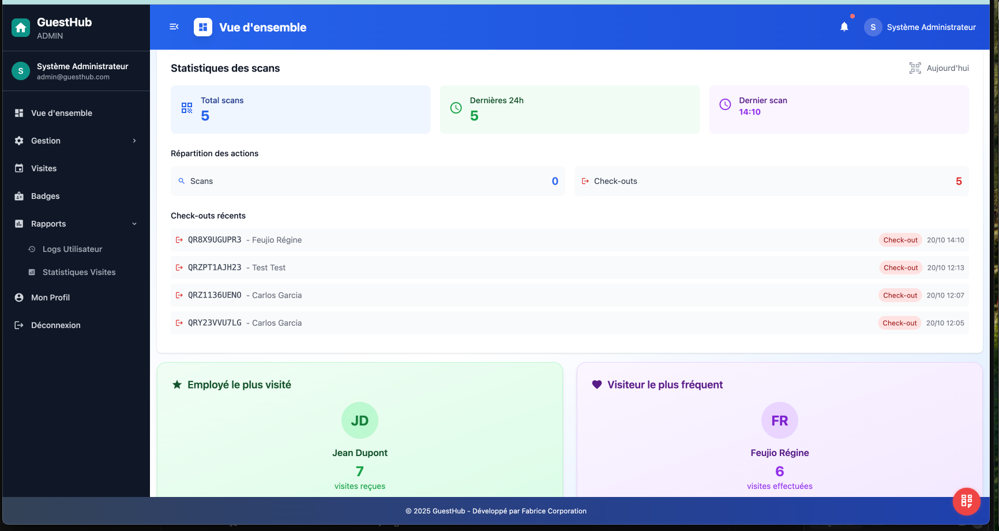 GuestHub
ADMIN
S
Système Administrateur
admin@guesthub.com
Vue d'ensemble
Gestion
Visites
Badges
Rapports
Logs Utilisateur
Statistiques Visites
Mon Profil
Déconnexion
Vue d'ensemble
S
Système Administrateur
Statistiques des scans
Aujourd'hui
Total scans
5
Dernières 24h
5
Dernier scan
14:10
Répartition des actions
Scans
0
Check-outs
5
Check-outs récents
QR8X9UGUPR3 - Feujio Régine Check-out 20/10 14:10
QRZPT1AJH23 - Test Test Check-out 20/10 12:13
QRZ1136UENO - Carlos Garcia Check-out 20/10 12:07
QRY23VVU7LG - Carlos Garcia Check-out 20/10 12:05
Employé le plus visité
JD
Jean Dupont
7
visites reçues
Visiteur le plus fréquent
FR
Feujio Régine
6
visites effectuées
© 2025 GuestHub - Développé par Fabrice Corporation